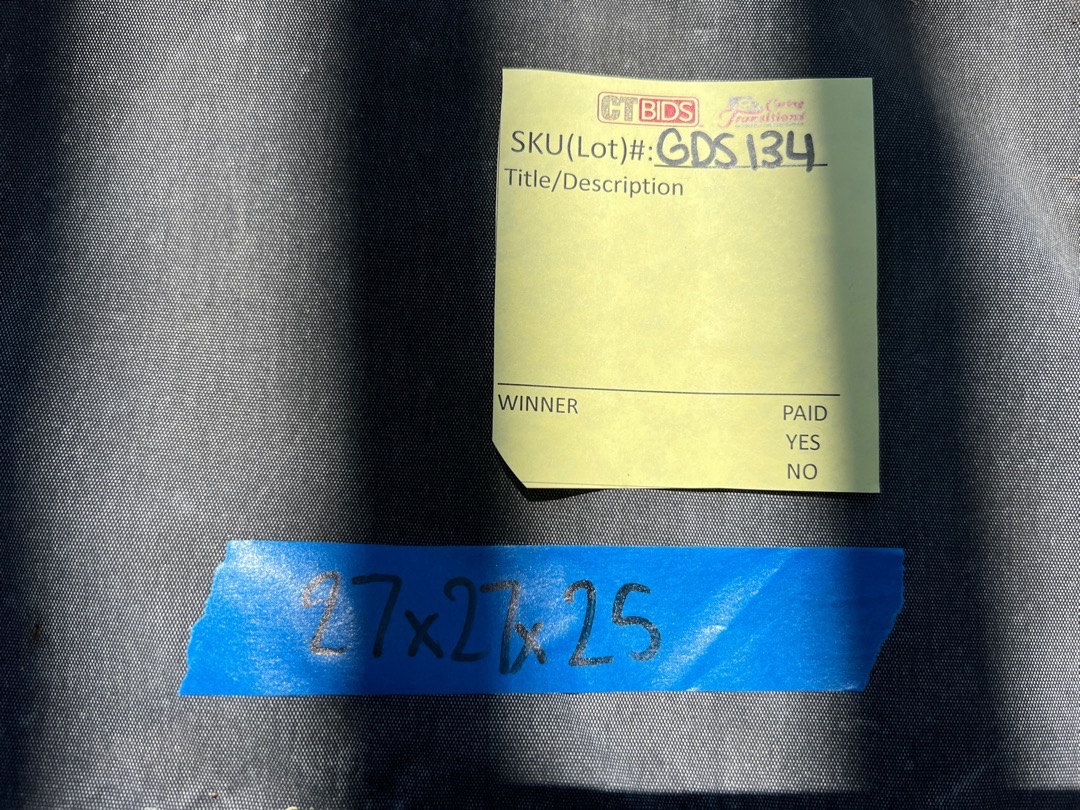 CTBIDS Caring Transitions
SKU(Lot)#: GDS134
Title/Description
WINNER PAID
YES
NO
27x27x25